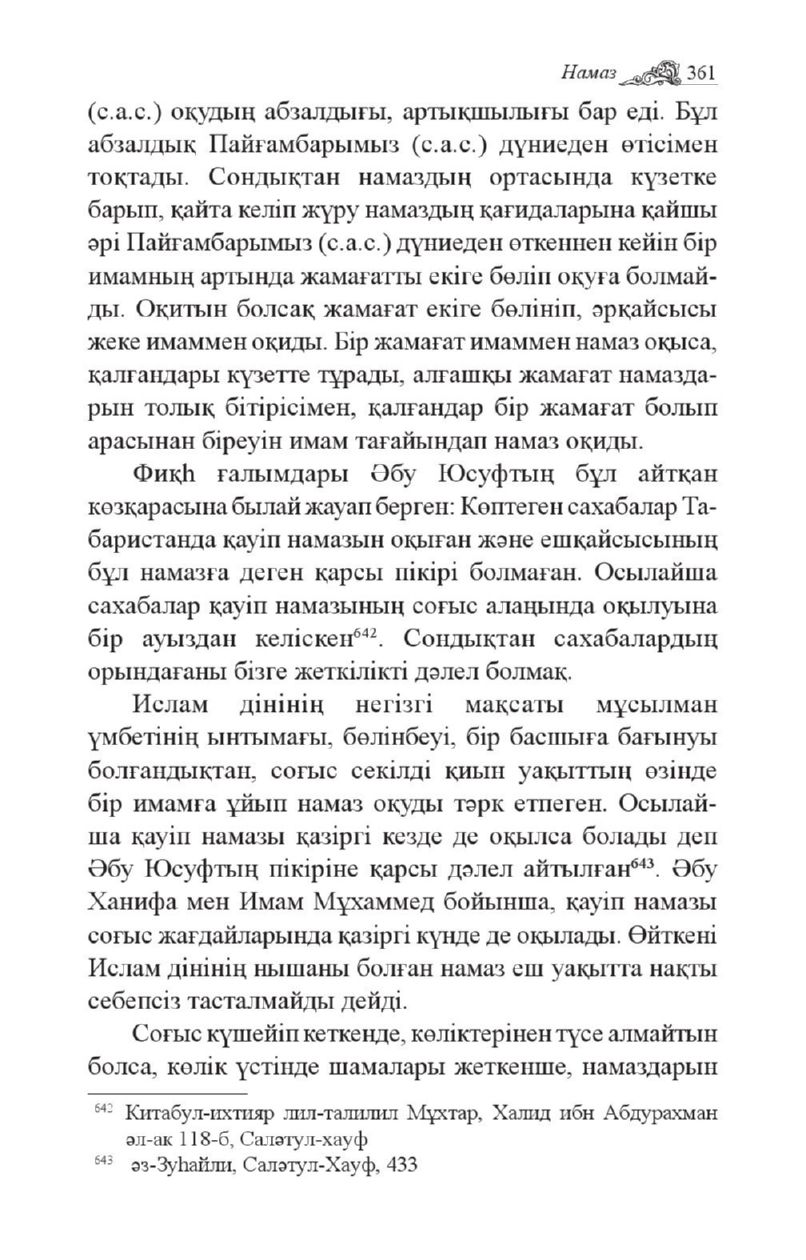 Намаз 361
(с.а.с.) оқудың абзалдығы, артықшылығы бар еді. Бұл
абзалдық Пайғамбарымыз (с.а.с.) дүниеден өтісімен
тоқтады. Сондықтан намаздың ортасында күзетке
барып, қайта келіп жүру намаздың қағидаларына қайшы
әрі Пайғамбарымыз (с.а.с.) дүниеден өткеннен кейін бір
имамның артында жамағатты екіге бөліп оқуға болмай-
ды. Оқитын болсақ жамағат екіге бөлініп, әрқайсысы
жеке имаммен оқиды. Бір жамағат имаммен намаз оқыса,
қалғандары күзетте тұрады, алғашқы жамағат намазда-
рын толық бітірісімен, қалғандар бір жамағат болып
арасынан біреуін имам тағайындап намаз оқиды.
Фиқһ ғалымдары Әбу Юсуфтың бұл айтқан
көзқарасына былай жауап берген: Көптеген сахабалар Та-
баристанда қауіп намазын оқыған және ешқайсысының
бұл намазға деген қарсы пікірі болмаған. Осылайша
сахабалар қауіп намазының соғыс алаңында оқылуына
бір ауыздан келіскен⁶⁴². Сондықтан сахабалардың
орындағаны бізге жеткілікті дәлел болмақ.
Ислам дінінің негізгі мақсаты мұсылман
үмбетінің ынтымағы, бөлінбеуі, бір басшыға бағынуы
болғандықтан, соғыс секілді қиын уақыттың өзінде
бір имамға ұйып намаз оқуды тәрк етпеген. Осылай-
ша қауіп намазы қазіргі кезде де оқылса болады деп
Әбу Юсуфтың пікіріне қарсы дәлел айтылған⁶⁴³. Әбу
Ханифа мен Имам Мұхаммед бойынша, қауіп намазы
соғыс жағдайларында қазіргі күнде де оқылады. Өйткені
Ислам дінінің нышаны болған намаз еш уақытта нақты
себепсіз тасталмайды дейді.
Соғыс күшейіп кеткенде, көліктерінен түсе алмайтын
болса, көлік үстінде шамалары жеткенше, намаздарын
⁶⁴² Китабул-ихтияр лил-талилил Мұхтар, Халид ибн Абдурахман
әл-ак 118-б, Саләтул-хауф
⁶⁴³ әз-Зуһайли, Саләтул-Хауф, 433